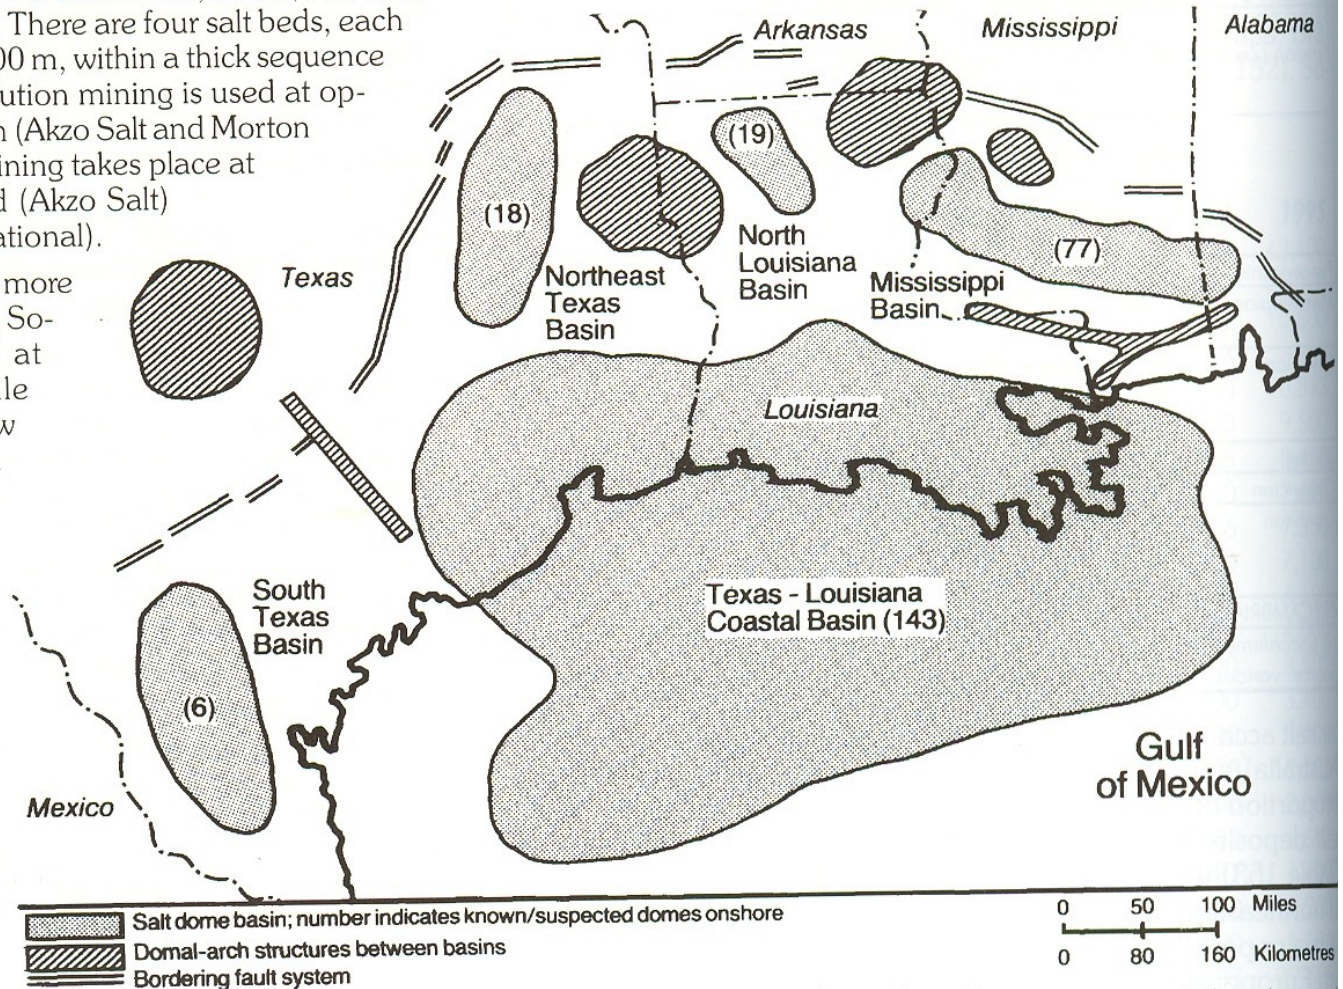 There are four salt beds, each
00 m, within a thick sequence
ution mining is used at op-
n (Akzo Salt and Morton
ining takes place at
d (Akzo Salt)
ational).
more
So-
at
le
w
Arkansas
Mississippi
Alabama
(19)
(18)
(77)
North
Louisiana
Basin
Texas
Northeast
Texas
Basin
Mississippi
Basin
Louisiana
South
Texas
Basin
Texas - Louisiana
Coastal Basin (143)
(6)
Gulf
of Mexico
Mexico
Salt dome basin; number indicates known/suspected domes onshore
Domal-arch structures between basins
Bordering fault system
0 50 100 Miles
0 80 160 Kilometres